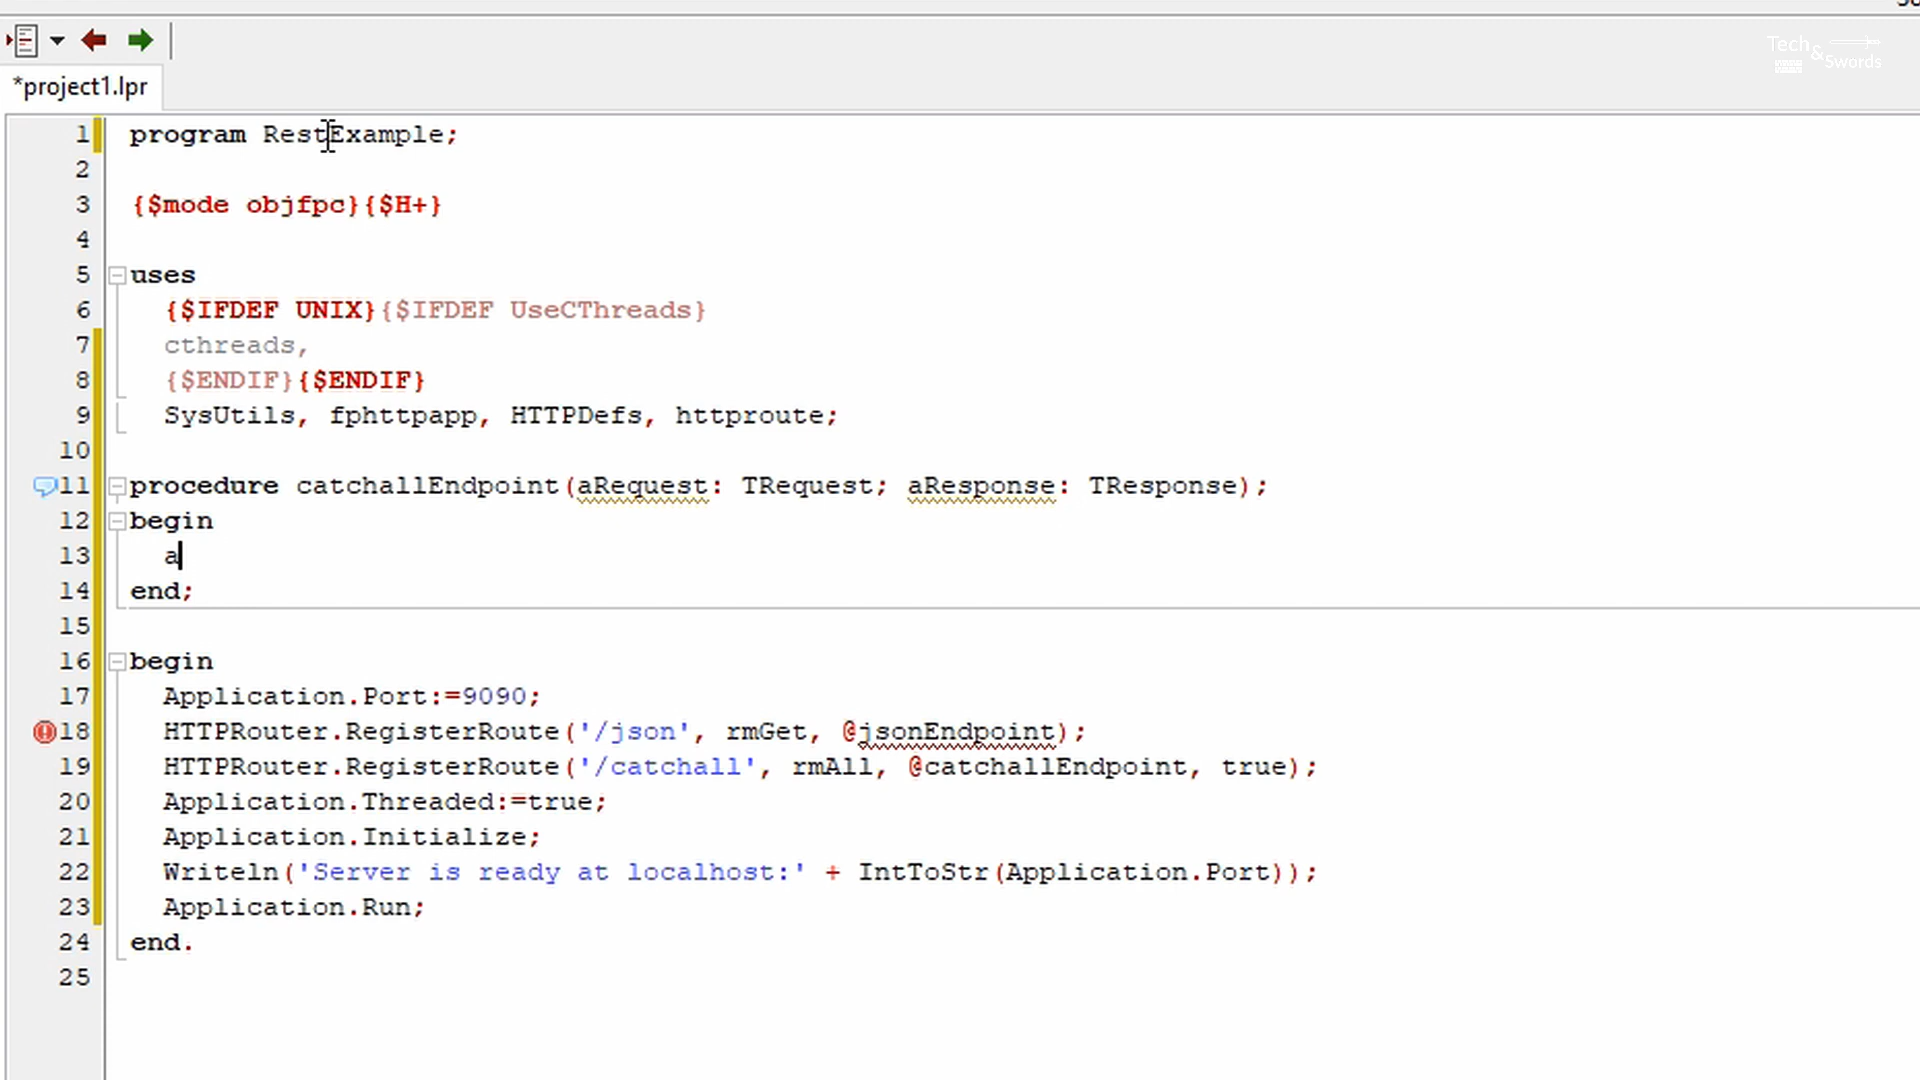 Tech & Swords
*project1.lpr
1 program RestExample;
2
3 {$mode objfpc}{$H+}
4
5 uses
6 {$IFDEF UNIX}{$IFDEF UseCThreads}
7 cthreads,
8 {$ENDIF}{$ENDIF}
9 SysUtils, fphttpapp, HTTPDefs, httproute;
10
11 procedure catchallEndpoint(aRequest: TRequest; aResponse: TResponse);
12 begin
13 a
14 end;
15
16 begin
17 Application.Port:=9090;
18 HTTPRouter.RegisterRoute('/json', rmGet, @jsonEndpoint);
19 HTTPRouter.RegisterRoute('/catchall', rmAll, @catchallEndpoint, true);
20 Application.Threaded:=true;
21 Application.Initialize;
22 Writeln('Server is ready at localhost:' + IntToStr(Application.Port));
23 Application.Run;
24 end.
25